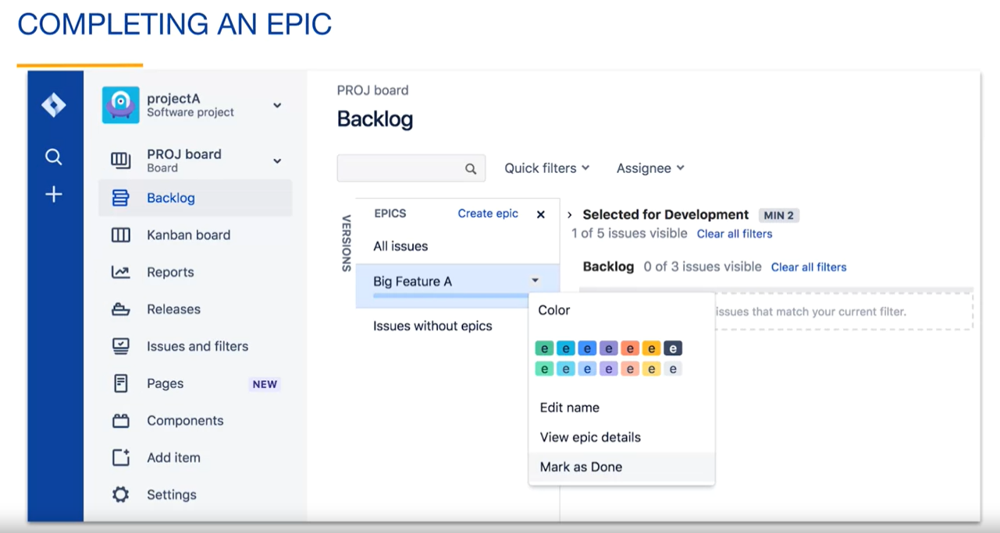 COMPLETING AN EPIC
projectA
Software project
PROJ board
Board
Backlog
Kanban board
Reports
Releases
Issues and filters
Pages NEW
Components
Add item
Settings
PROJ board
Backlog
Quick filters Assignee
VERSIONS
EPICS Create epic
All issues
Big Feature A
Issues without epics
Selected for Development MIN 2
1 of 5 issues visible Clear all filters
Backlog 0 of 3 issues visible Clear all filters
issues that match your current filter.
Color
e e e e e e e
e e e e e e e
Edit name
View epic details
Mark as Done